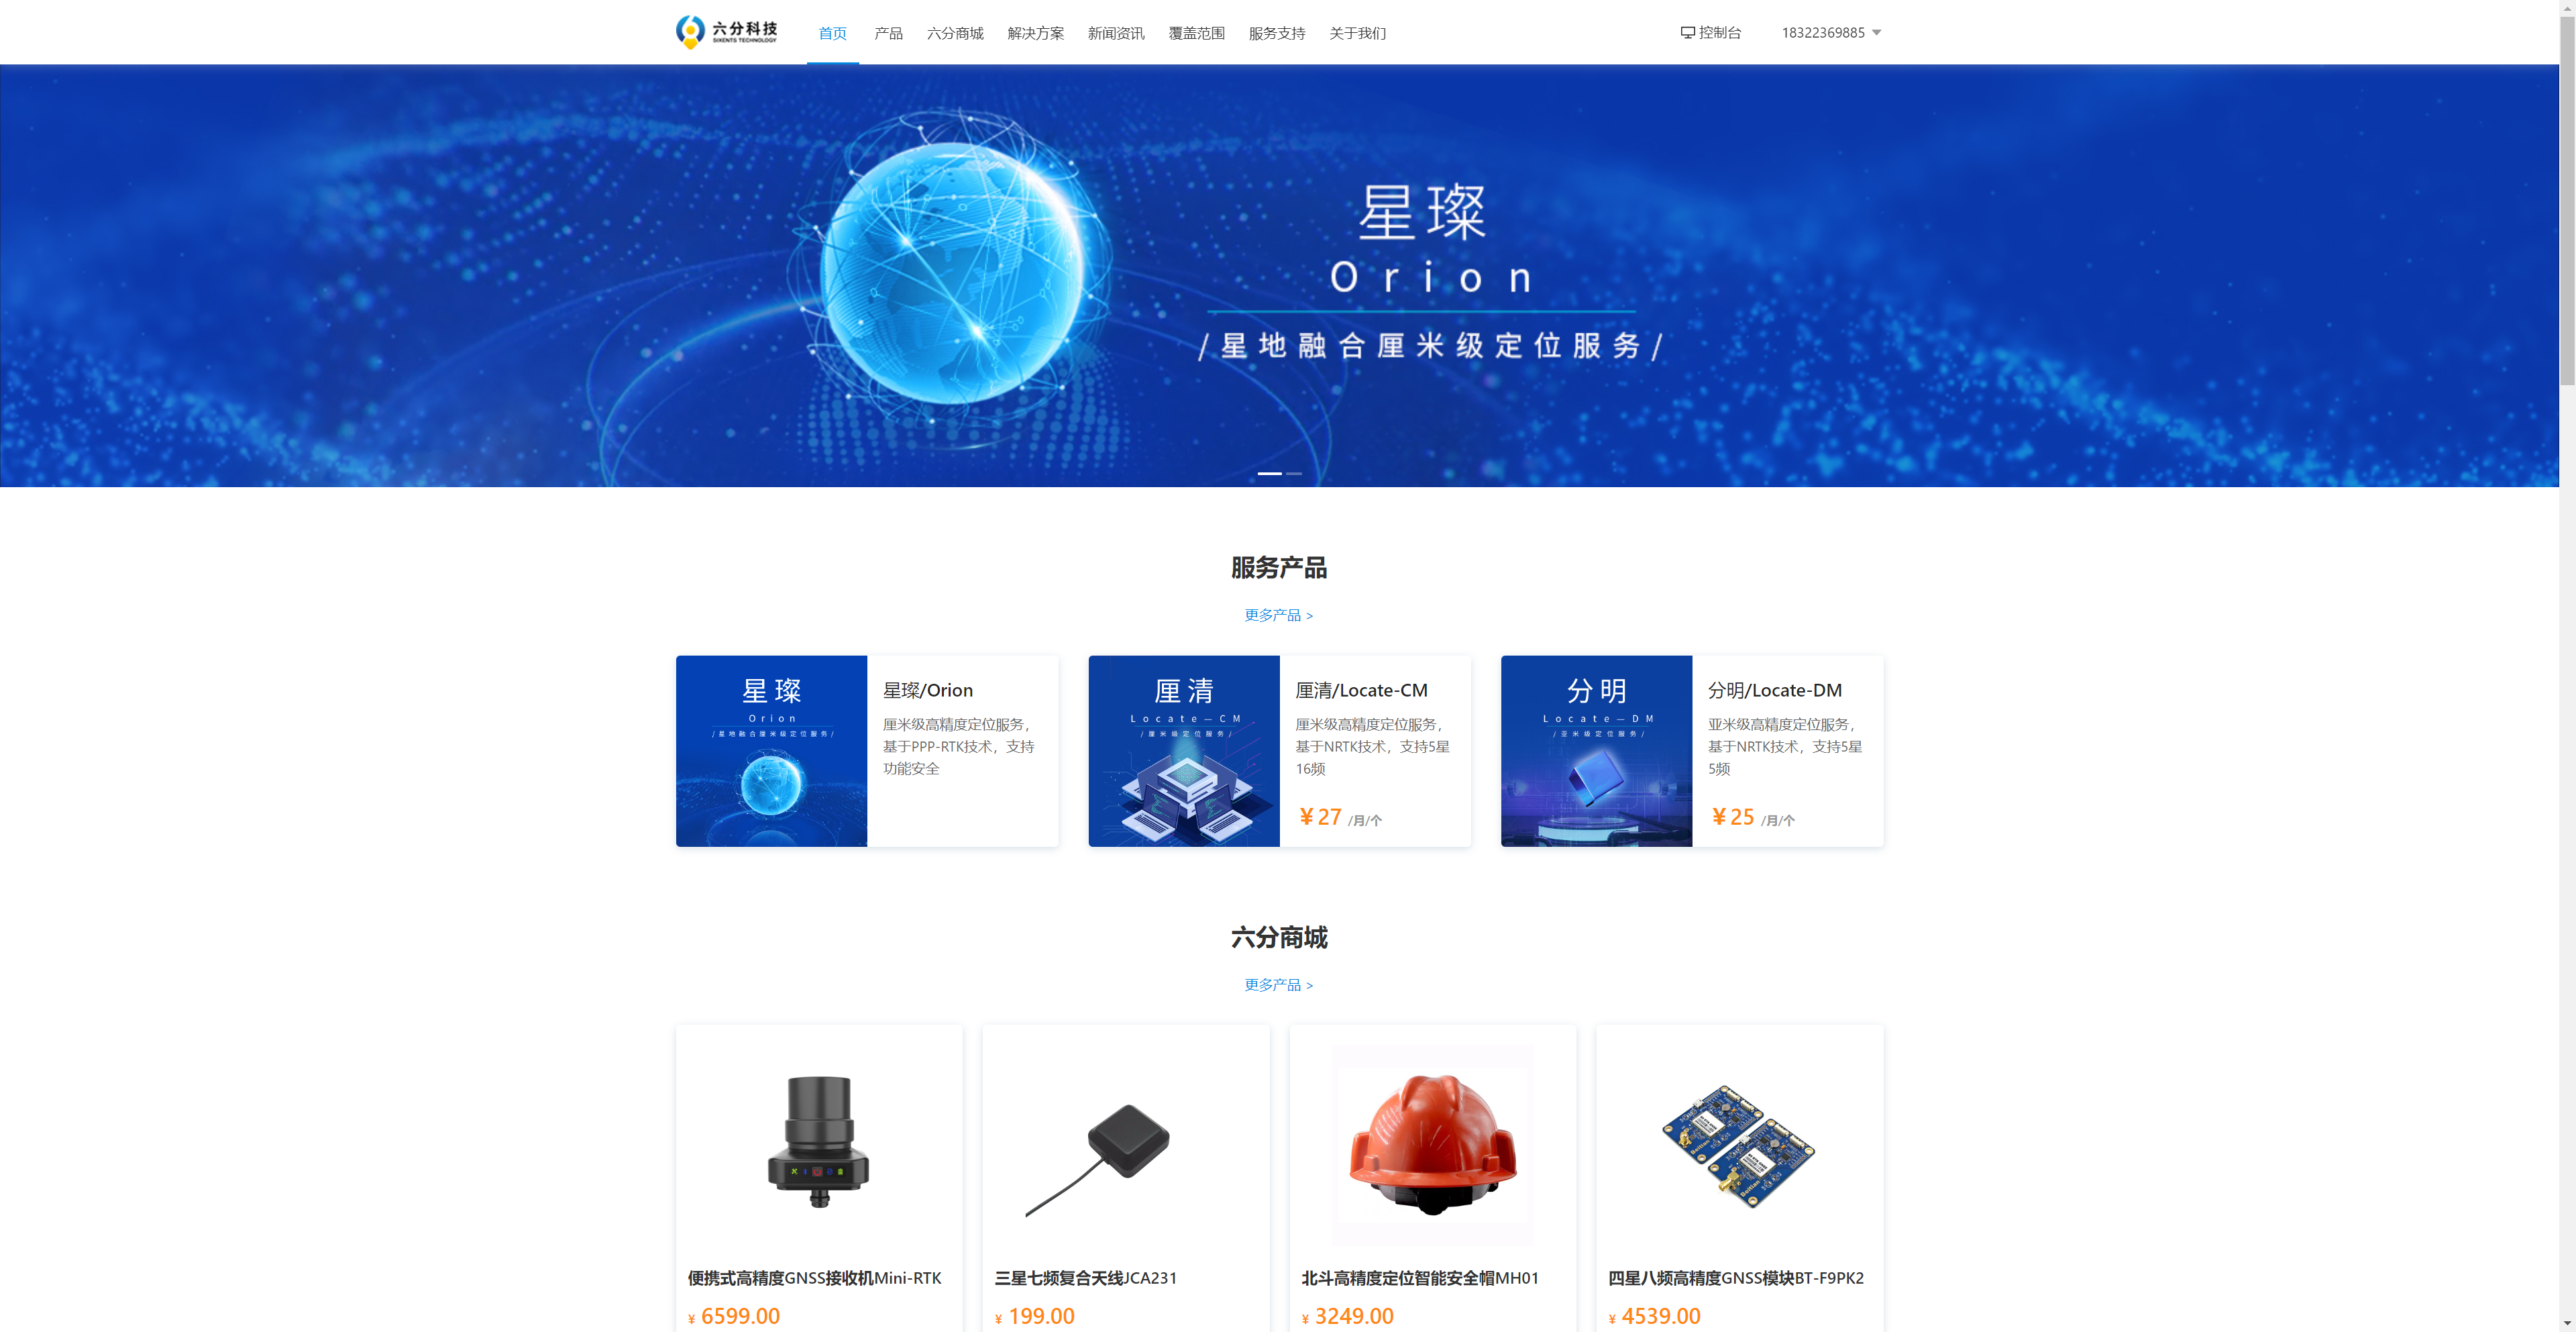 六分科技
SIXENTS TECHNOLOGY
首页 产品 六分商城 解决方案 新闻资讯 覆盖范围 服务支持 关于我们
控制台 18322369885
星璨
Orion
/星地融合厘米级定位服务/
服务产品
更多产品 >
星璨
Orion
/星地融合厘米级定位服务/
星璨/Orion
厘米级高精度定位服务，
基于PPP-RTK技术，支持
功能安全
厘清
Locate—CM
/厘米级定位服务/
厘清/Locate-CM
厘米级高精度定位服务，
基于NRTK技术，支持5星
16频
￥27 /月/个
分明
Locate—DM
/亚米级定位服务/
分明/Locate-DM
亚米级高精度定位服务，
基于NRTK技术，支持5星
5频
￥25 /月/个
六分商城
更多产品 >
便携式高精度GNSS接收机Mini-RTK
¥ 6599.00
三星七频复合天线JCA231
¥ 199.00
北斗高精度定位智能安全帽MH01
¥ 3249.00
四星八频高精度GNSS模块BT-F9PK2
¥ 4539.00